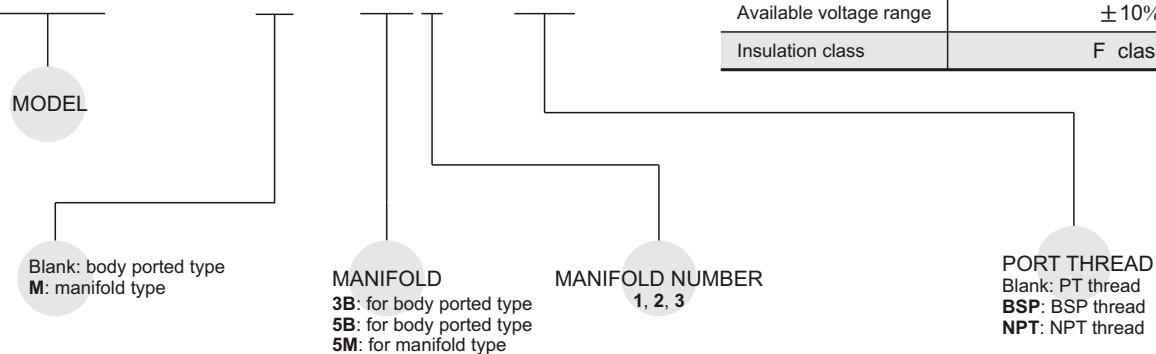 Available voltage range ±10%
Insulation class F clas
MODEL
Blank: body ported type
M: manifold type
MANIFOLD
3B: for body ported type
5B: for body ported type
5M: for manifold type
MANIFOLD NUMBER
1, 2, 3
PORT THREAD
Blank: PT thread
BSP: BSP thread
NPT: NPT thread